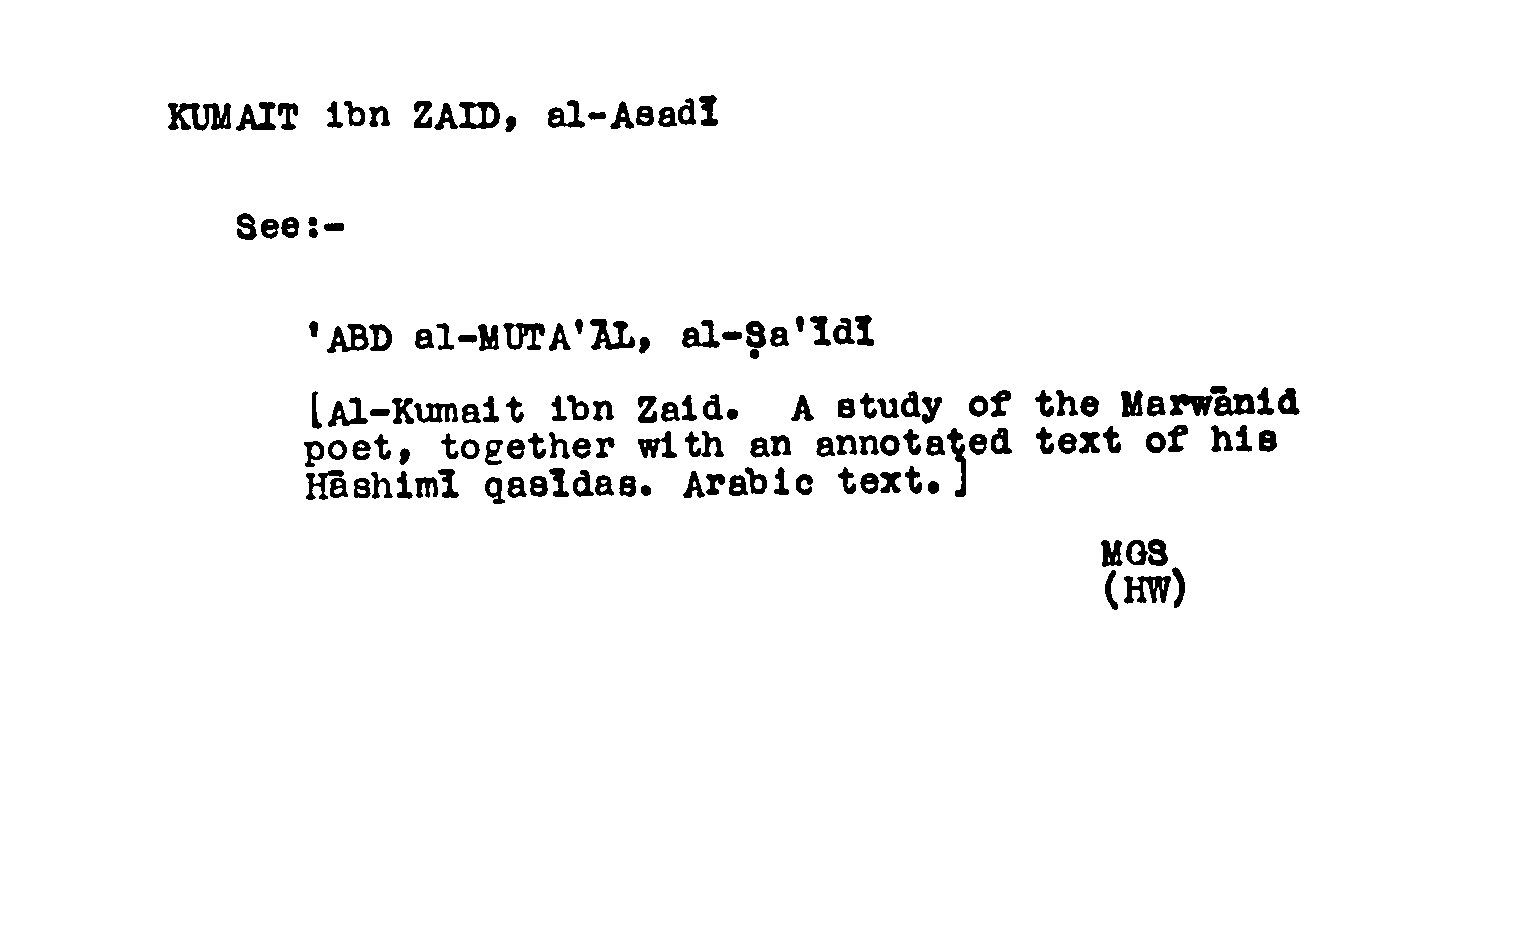 KUMAIT ibn ZAID, al-Asadī
See:-
'ABD al-MUTA'ĀL, al-Ṣa'īdī
[Al-Kumait ibn Zaid. A study of the Marwānid
poet, together with an annotated text of his
Hāshimī qasīdas. Arabic text.]
MGS
(HW)